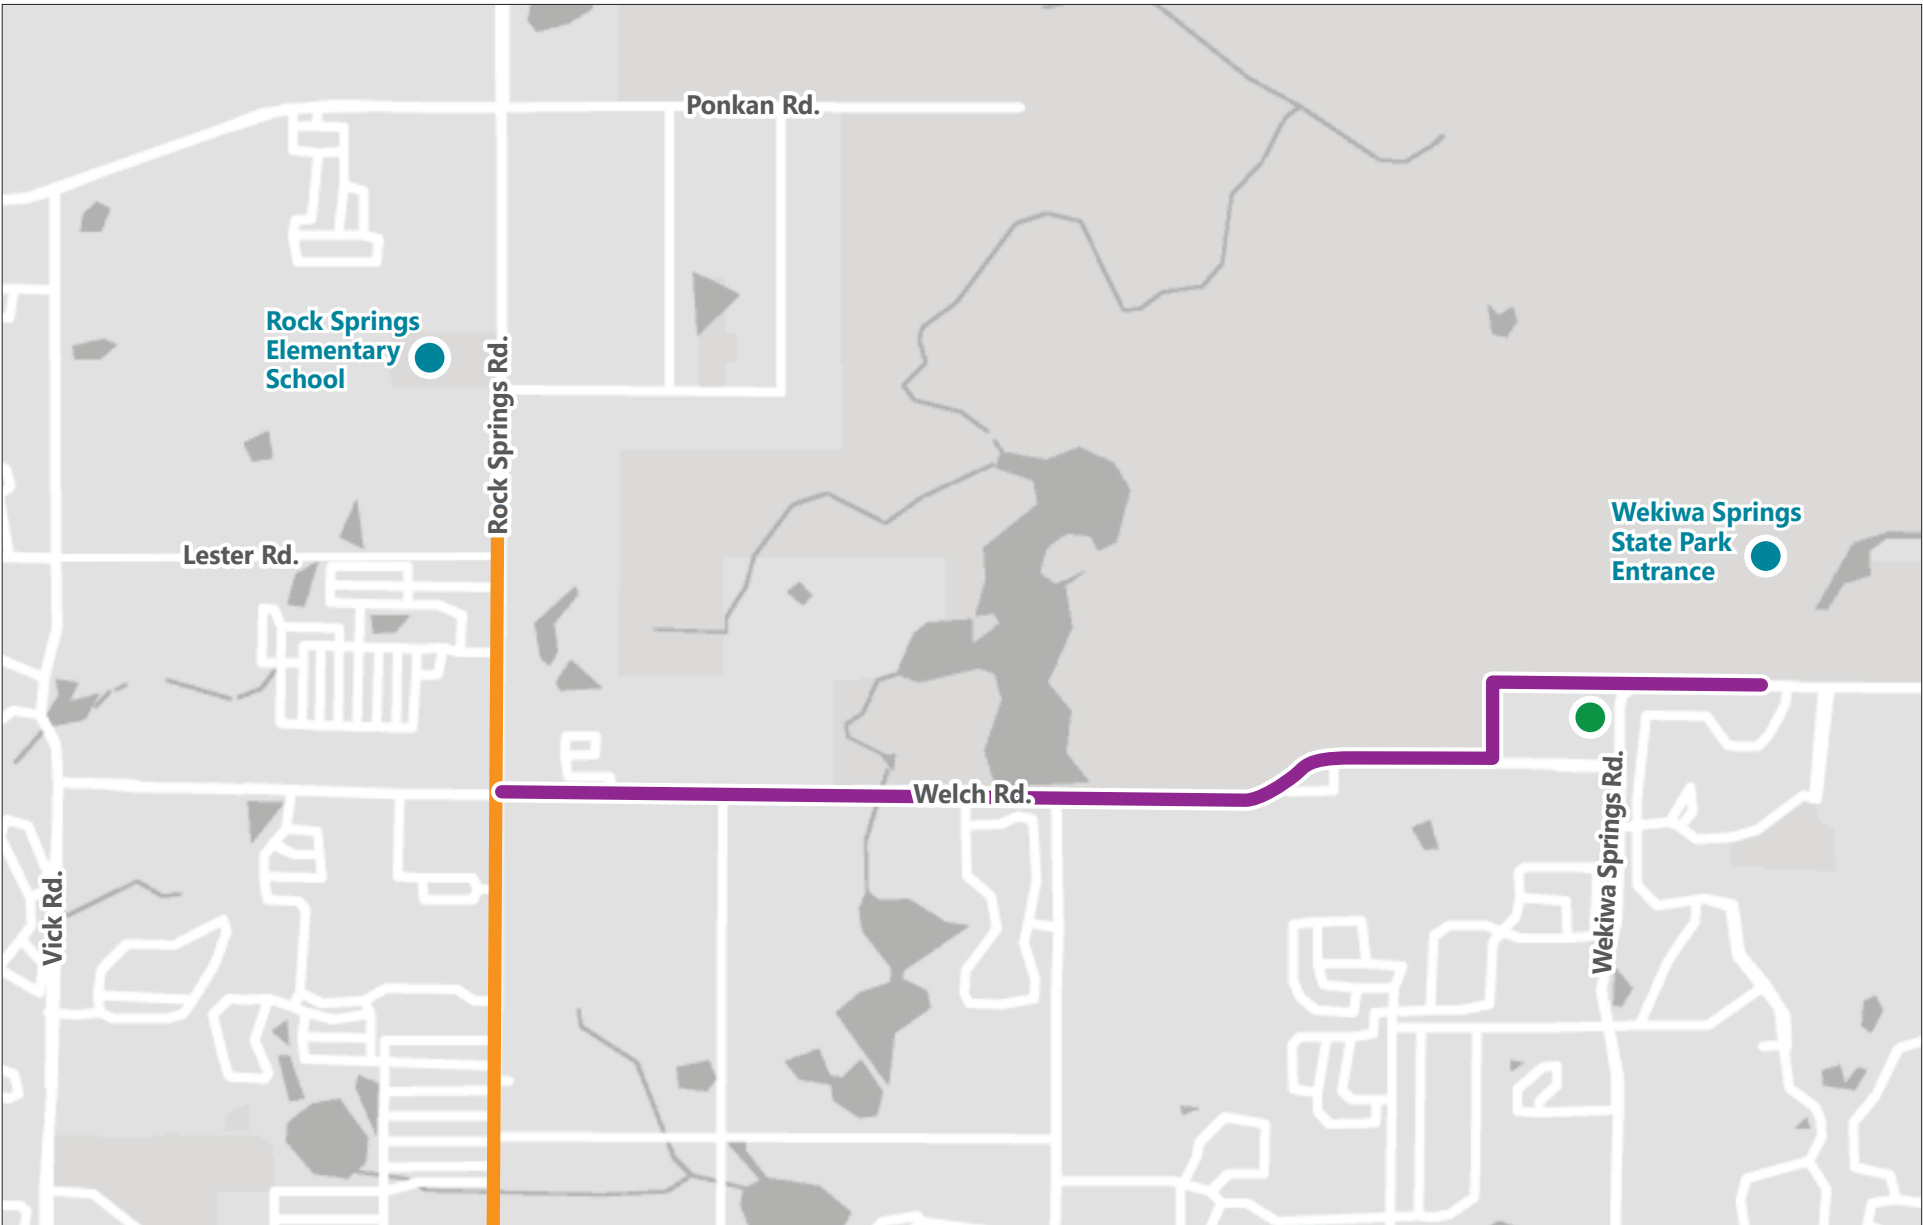 Ponkan Rd.
Rock Springs
Elementary
School
Rock Springs Rd.
Wekiwa Springs
State Park
Entrance
Lester Rd.
Welch Rd.
Wekiwa Springs Rd.
Vick Rd.